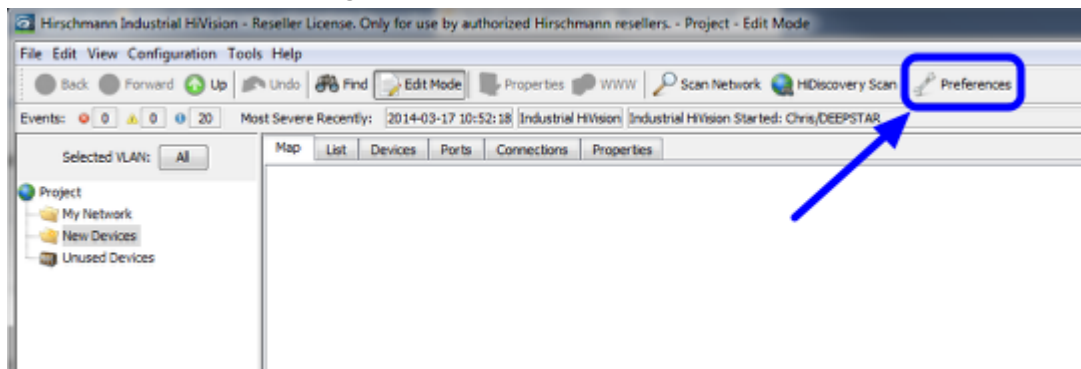 Hirschmann Industrial HiVision - Reseller License. Only for use by authorized Hirschmann resellers. - Project - Edit Mode
File Edit View Configuration Tools Help
Back Forward Up Undo Find Edit Mode Properties WWW Scan Network HiDiscovery Scan Preferences
Events: 0 0 20 Most Severe Recently: 2014-03-17 10:52:18 Industrial HiVision Industrial HiVision Started: Chris/DEEPSTAR
Selected VLAN: All Map List Devices Ports Connections Properties
Project
My Network
New Devices
Unused Devices